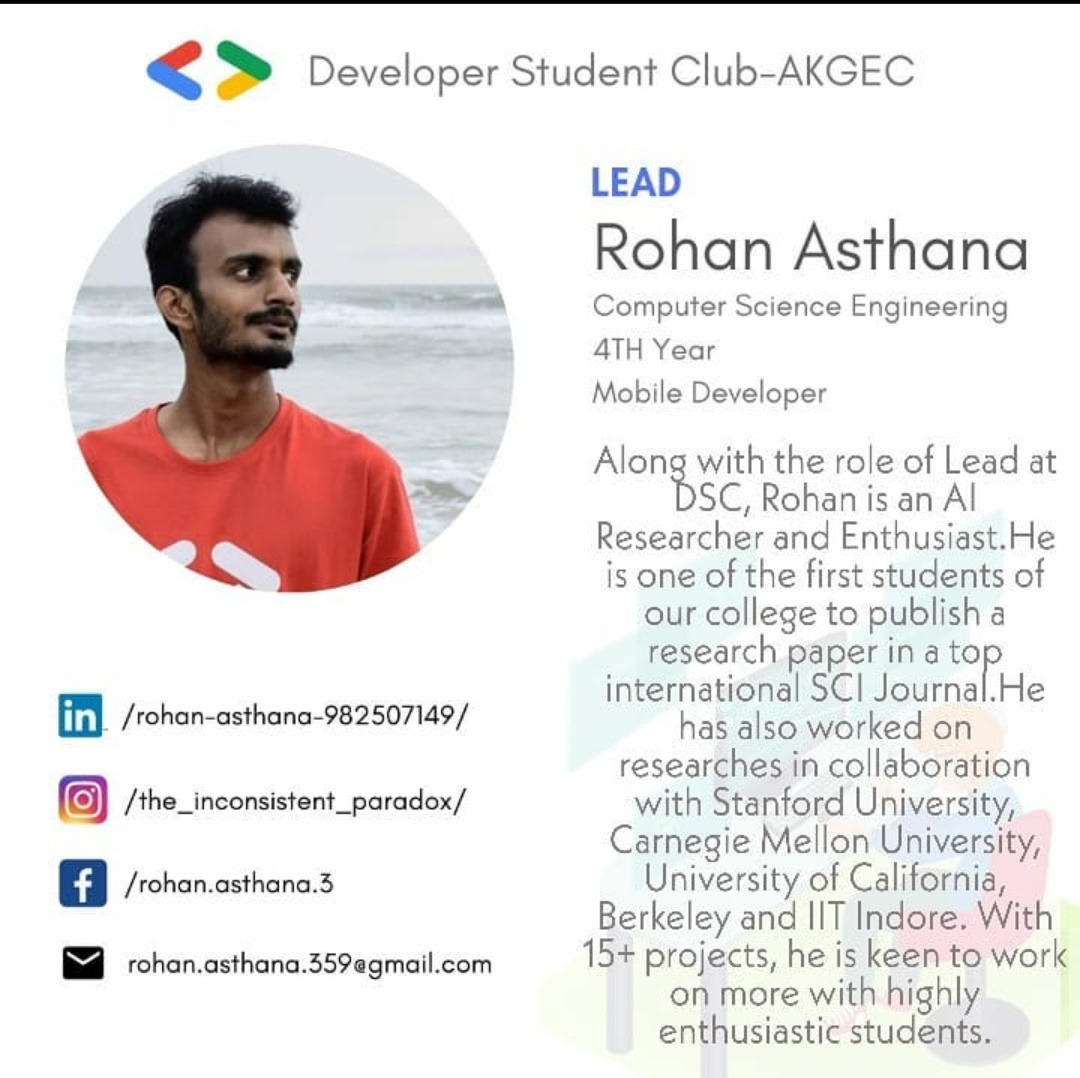 Developer Student Club-AKGEC
LEAD
Rohan Asthana
Computer Science Engineering
4TH Year
Mobile Developer
Along with the role of Lead at
DSC, Rohan is an AI
Researcher and Enthusiast.He
is one of the first students of
our college to publish a
research paper in a top
international SCI Journal.He
has also worked on
researches in collaboration
with Stanford University,
Carnegie Mellon University,
University of California,
Berkeley and IIT Indore. With
15+ projects, he is keen to work
on more with highly
enthusiastic students.
in /rohan-asthana-982507149/
/the_inconsistent_paradox/
f /rohan.asthana.3
rohan.asthana.359@gmail.com